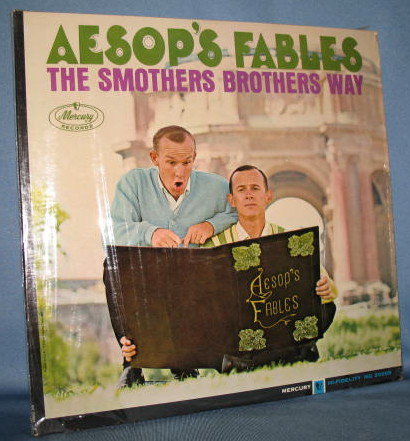 AESOP'S FABLES
THE SMOTHERS BROTHERS WAY
Mercury
RECORDS
Aesop's
Fables
MERCURY
HI-FIDELITY